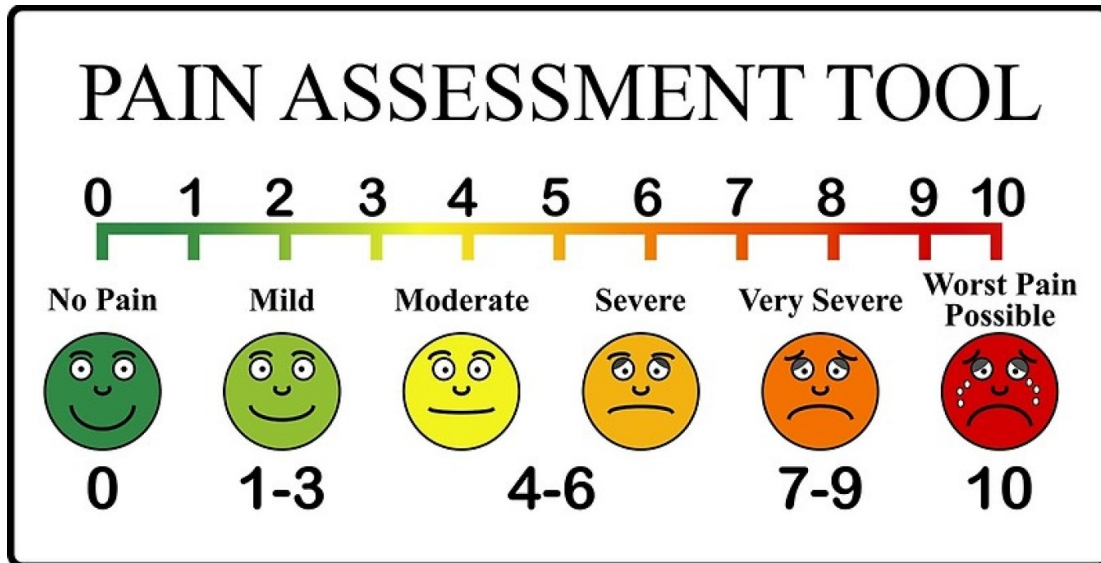 PAIN ASSESSMENT TOOL
0 1 2 3 4 5 6 7 8 9 10
No Pain Mild Moderate Severe Very Severe Worst Pain Possible
0 1-3 4-6 7-9 10